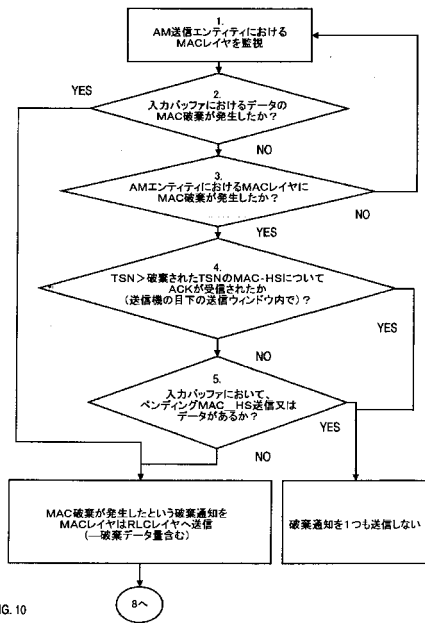 1.
AM送信エンティティにおける
MACレイヤを監視
YES
2.
入力バッファにおけるデータの
MAC破棄が発生したか？
NO
3.
AMエンティティにおけるMACレイヤに
MAC破棄が発生したか？
NO
YES
4.
TSN＞破棄されたTSNのMAC-HSについて
ACKが受信されたか
(送信機の目下の送信ウィンドウ内で)？
YES
NO
5.
入力バッファにおいて、
ペンディングMAC＿HS送信又は
データがあるか？
YES
NO
MAC破棄が発生したという破棄通知を
MACレイヤはRLCレイヤへ送信
(―破棄データ量含む)
破棄通知を1つも送信しない
8へ
IG. 10